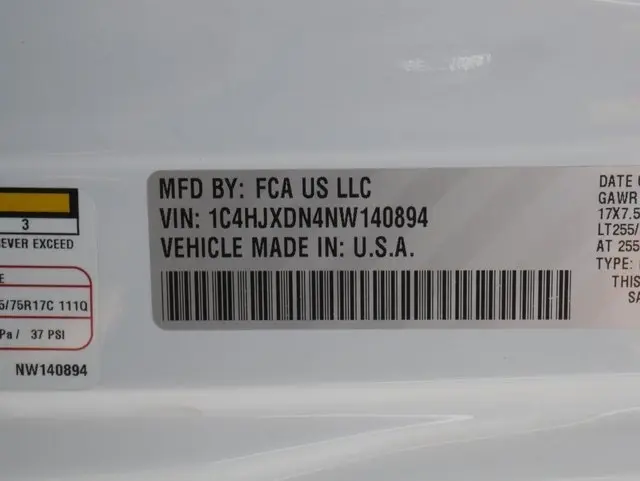 3
EVER EXCEED
E
5/75R17C 111Q
Pa / 37 PSI
NW140894
MFD BY: FCA US LLC
VIN: 1C4HJXDN4NW140894
VEHICLE MADE IN: U.S.A.
DATE O
GAWR
17X7.5
LT255/
AT 255
TYPE:
THIS
SA